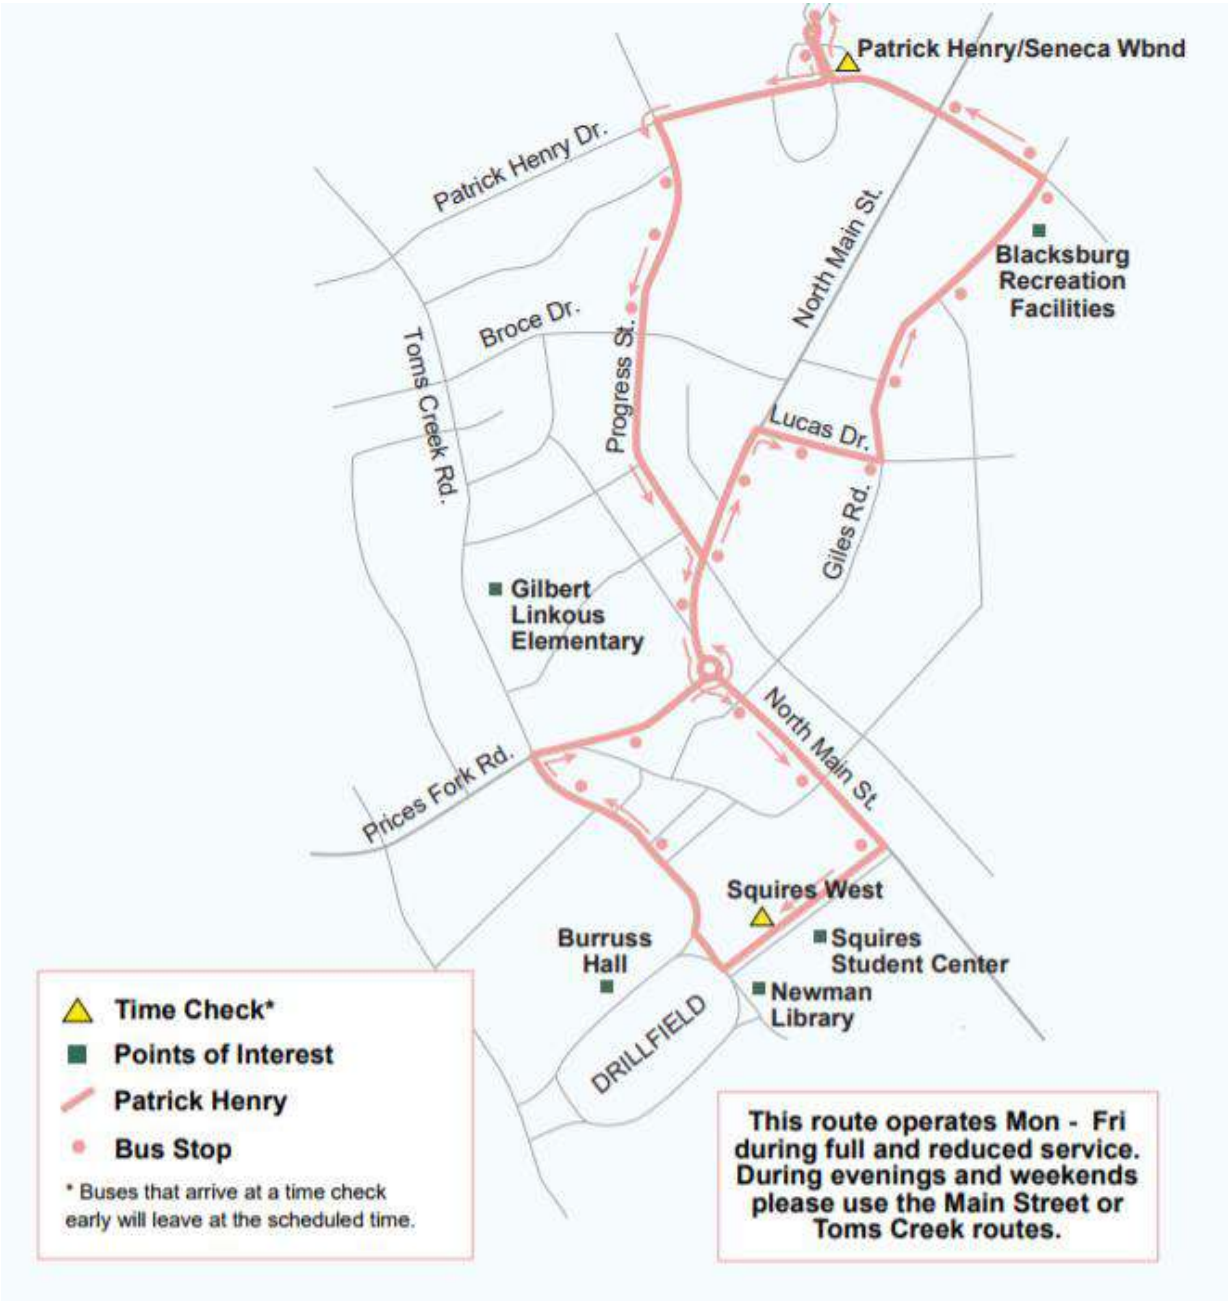 Patrick Henry/Seneca Wbnd
Patrick Henry Dr.
North Main St.
Blacksburg
Recreation
Facilities
Broce Dr.
Toms Creek Rd.
Progress St.
Lucas Dr.
Giles Rd.
Gilbert
Linkous
Elementary
North Main St.
Prices Fork Rd.
Squires West
Burruss
Hall
Squires
Student Center
Newman
Library
DRILLFIELD
Time Check*
Points of Interest
Patrick Henry
Bus Stop
* Buses that arrive at a time check
early will leave at the scheduled time.
This route operates Mon - Fri
during full and reduced service.
During evenings and weekends
please use the Main Street or
Toms Creek routes.